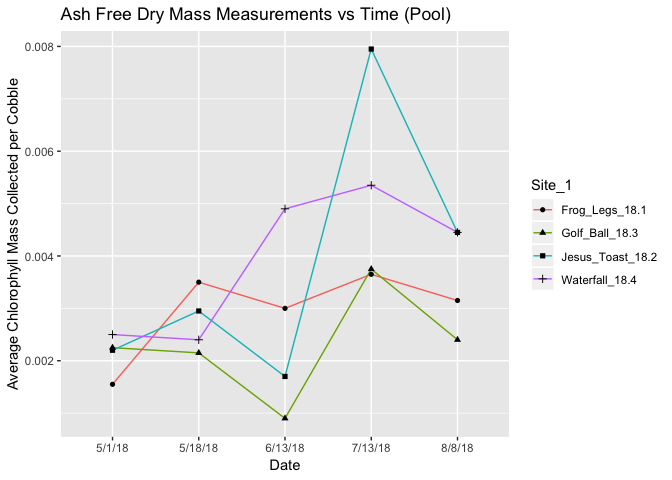 Ash Free Dry Mass Measurements vs Time (Pool)
Average Chlorophyll Mass Collected per Cobble
0.008
0.006
0.004
0.002
5/1/18 5/18/18 6/13/18 7/13/18 8/8/18
Date
Site_1
Frog_Legs_18.1
Golf_Ball_18.3
Jesus_Toast_18.2
Waterfall_18.4